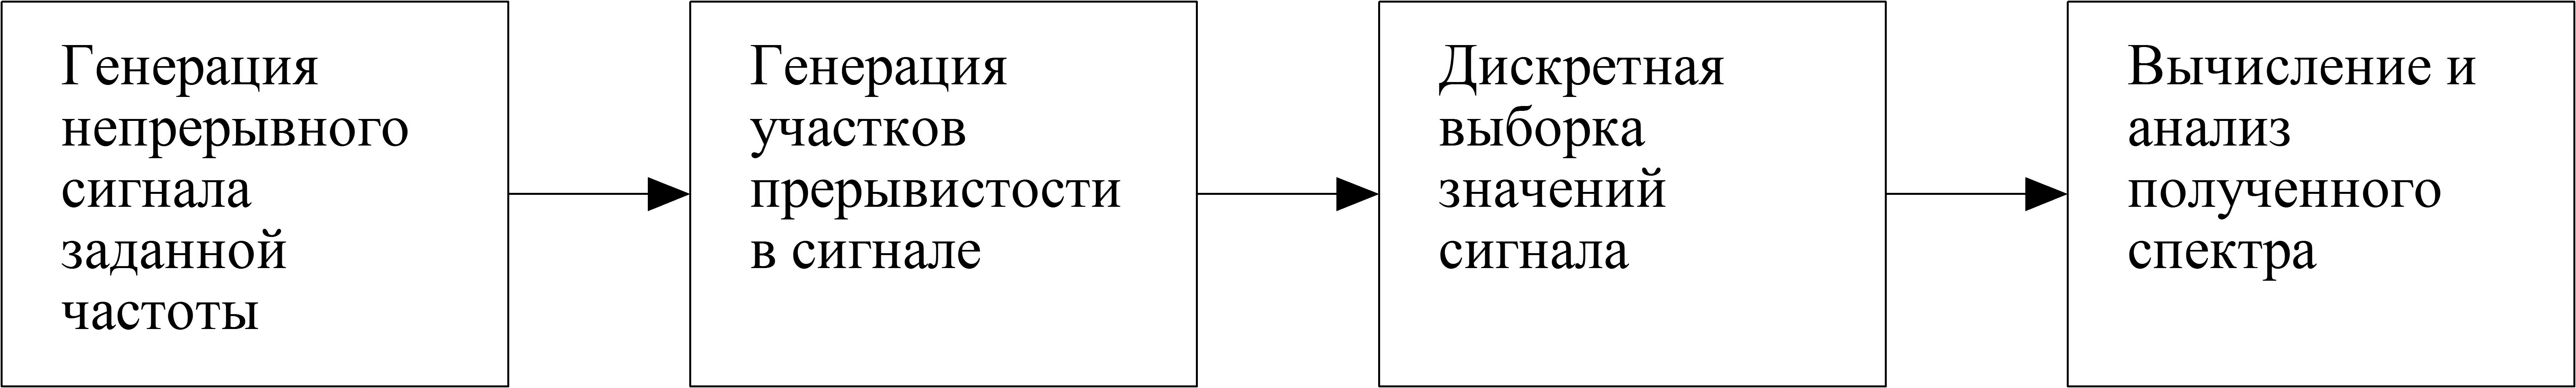 Генерация
непрерывного
сигнала
заданной
частоты
Генерация
участков
прерывистости
в сигнале
Дискретная
выборка
значений
сигнала
Вычисление и
анализ
полученного
спектра